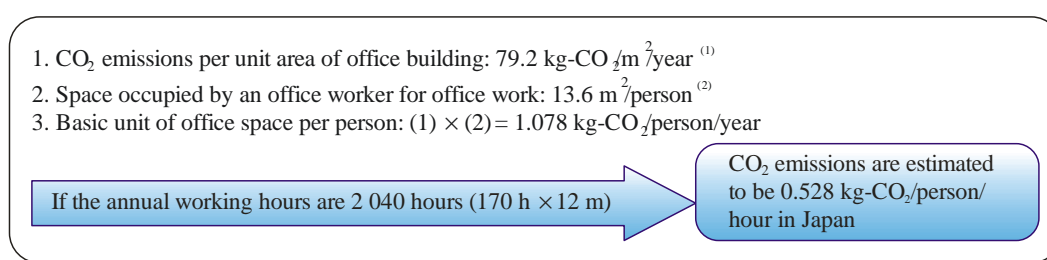 1. CO₂ emissions per unit area of office building: 79.2 kg-CO₂/m²/year ⁽¹⁾
2. Space occupied by an office worker for office work: 13.6 m²/person ⁽²⁾
3. Basic unit of office space per person: (1) × (2) = 1.078 kg-CO₂/person/year
If the annual working hours are 2 040 hours (170 h ×12 m)
CO₂ emissions are estimated
to be 0.528 kg-CO₂/person/
hour in Japan